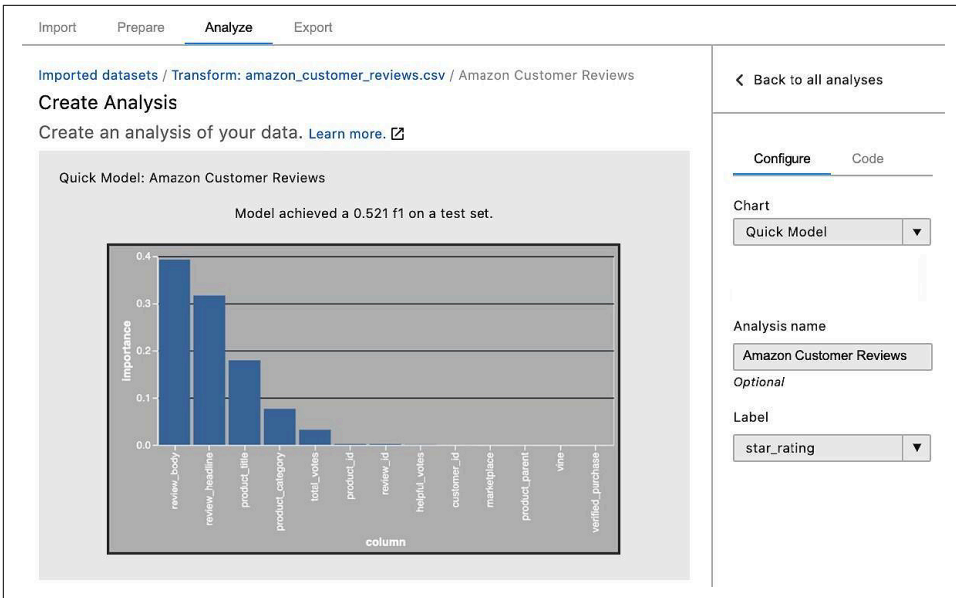 Import Prepare Analyze Export
Imported datasets / Transform: amazon_customer_reviews.csv / Amazon Customer Reviews
Create Analysis
Create an analysis of your data. Learn more.
Quick Model: Amazon Customer Reviews
Model achieved a 0.521 f1 on a test set.
0.4
0.3
0.2
0.1
0.0
Importance
review_body
review_headline
product_title
product_category
total_votes
product_id
review_id
helpful_votes
customer_id
marketplace
product_parent
vine
verified_purchase
column
Back to all analyses
Configure Code
Chart
Quick Model
Analysis name
Amazon Customer Reviews
Optional
Label
star_rating